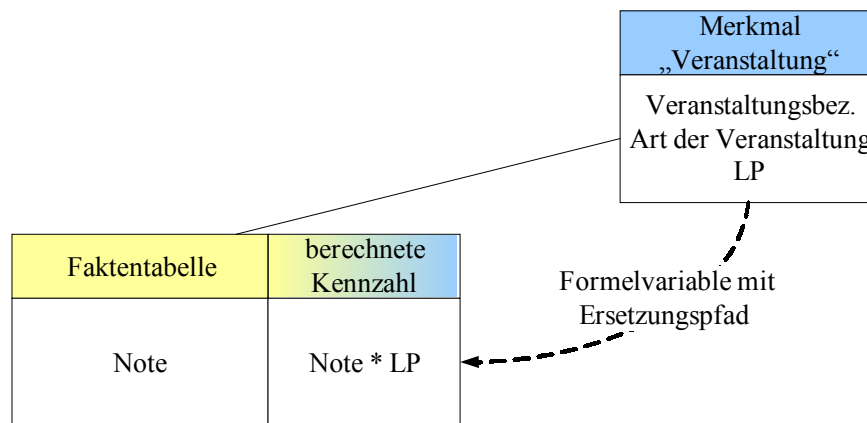 Merkmal
„Veranstaltung“
Veranstaltungsbez.
Art der Veranstaltung
LP
Faktentabelle
berechnete
Kennzahl
Formelvariable mit
Ersetzungspfad
Note
Note * LP